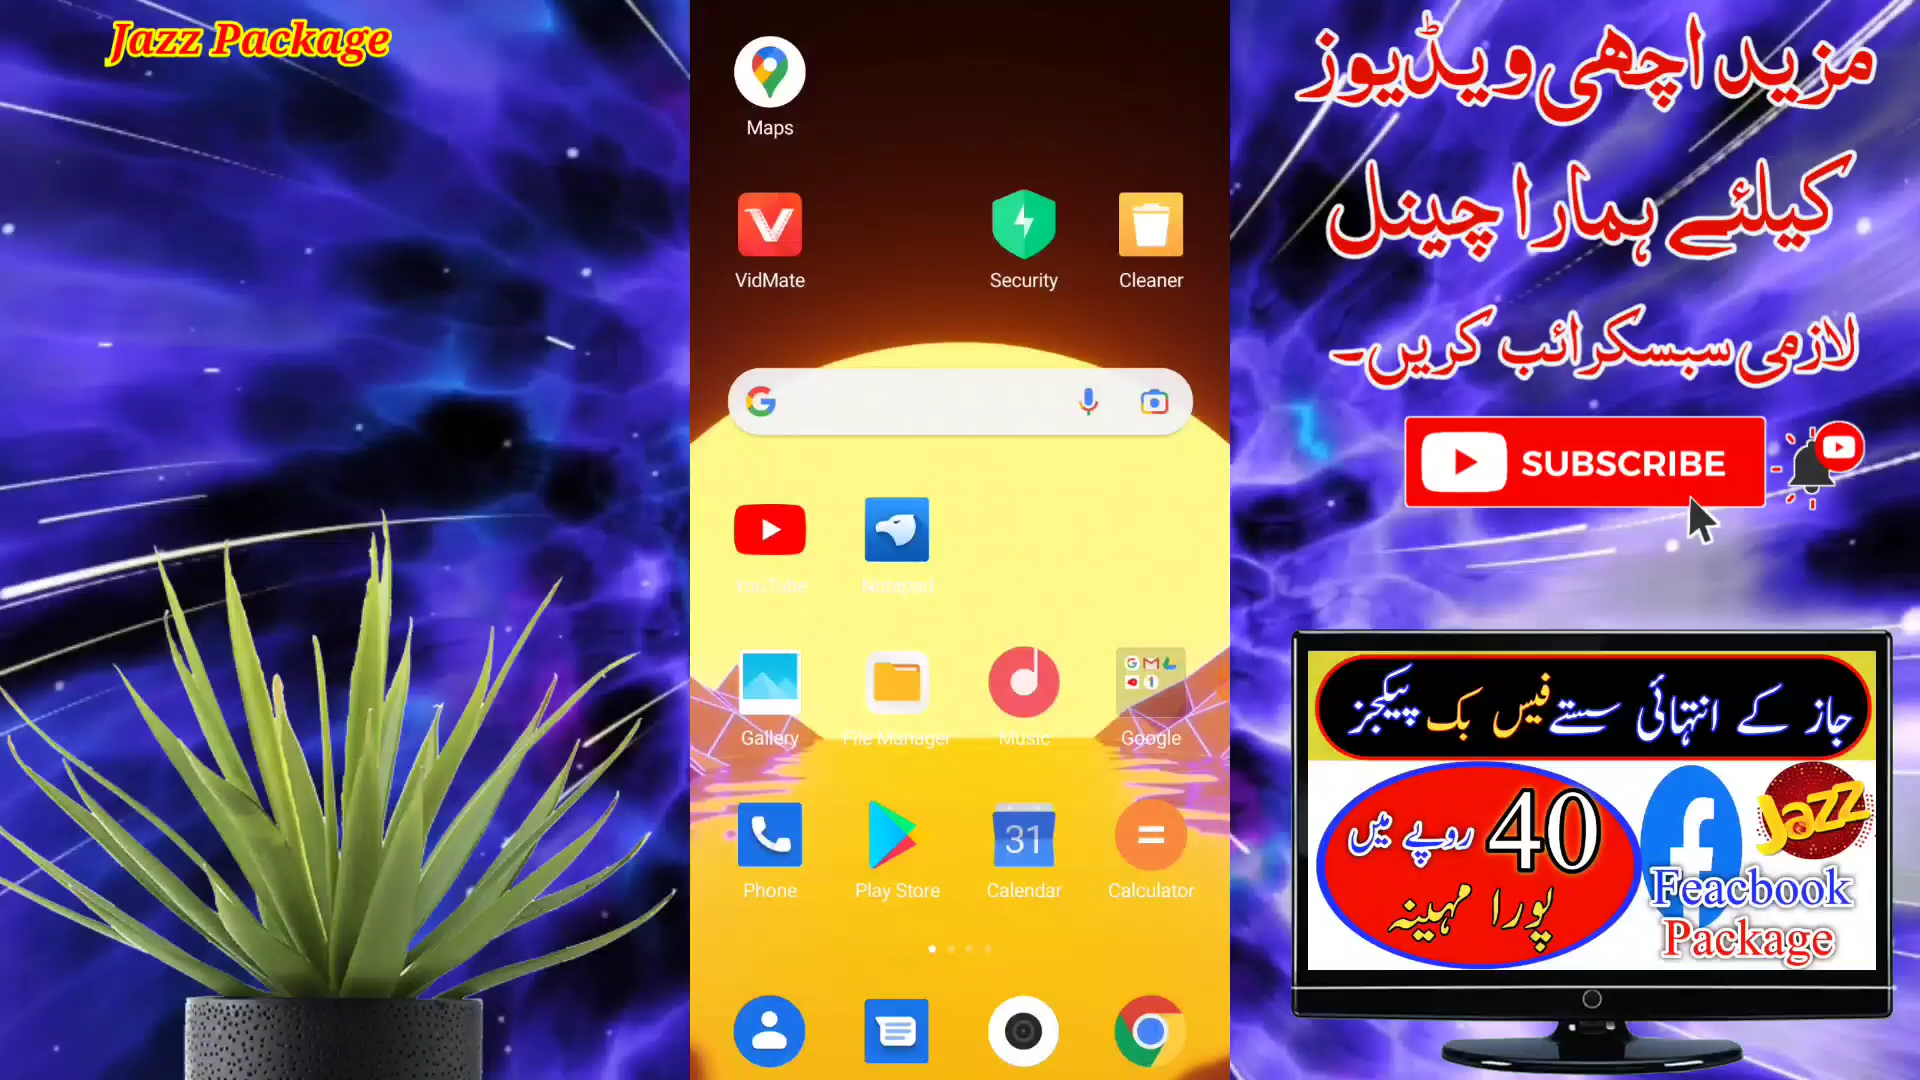 Jazz Package
Maps
VidMate
Security
Cleaner
YouTube
Notepad
Gallery
File Manager
Music
Google
Phone
Play Store
31
Calendar
Calculator
مزید اچھی ویڈیوز
کیلئے ہمارا چینل
لازمی سبسکرائب کریں۔
SUBSCRIBE
جاز کے انتہائی سستے فیس بک پیکجز
40 روپے میں
پورا مہینہ
Jazz
Feacbook
Package